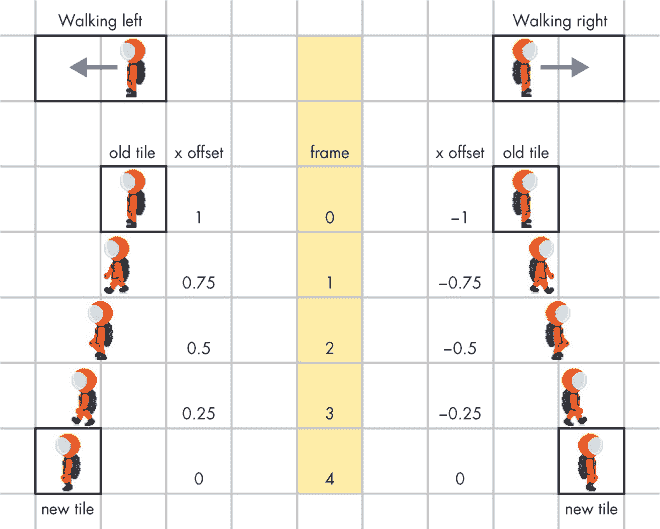 Walking left Walking right
old tile x offset frame x offset old tile
1 0 −1
0.75 1 −0.75
0.5 2 −0.5
0.25 3 −0.25
0 4 0
new tile new tile